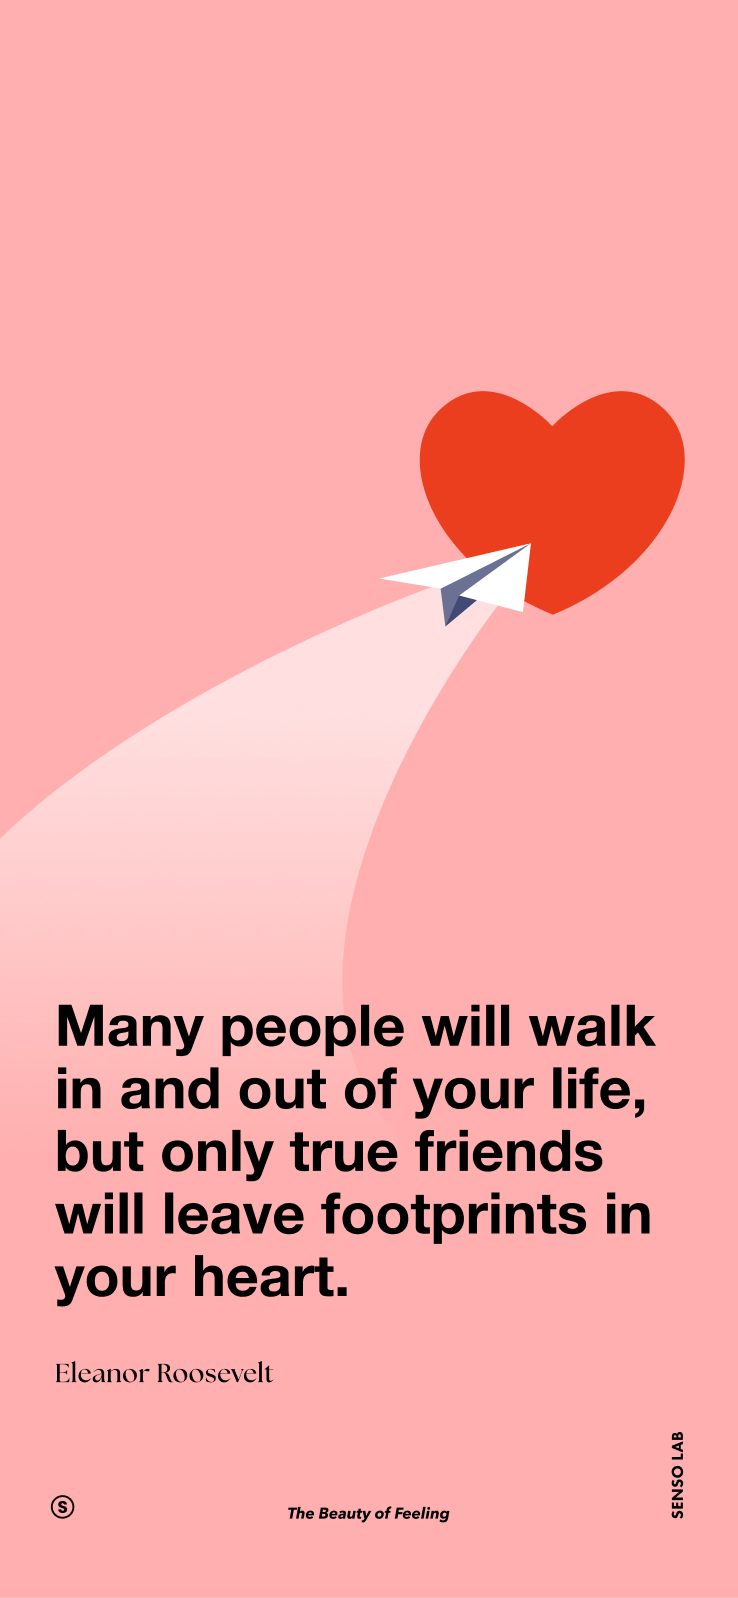 Many people will walk
in and out of your life,
but only true friends
will leave footprints in
your heart.
Eleanor Roosevelt
S
The Beauty of Feeling
SENSO LAB